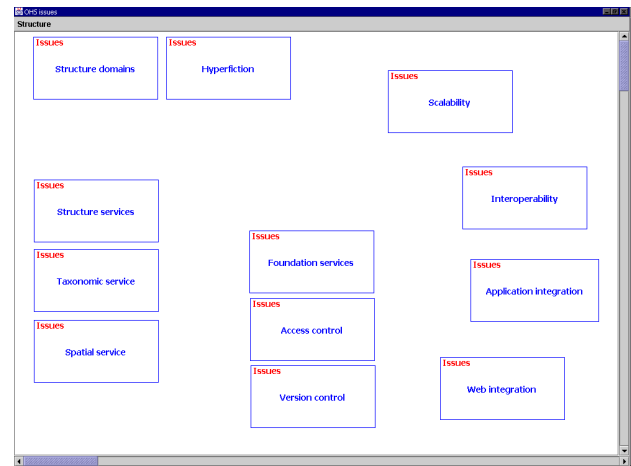 OHS issues
Structure
Issues
Structure domains
Issues
Hyperfiction
Issues
Scalability
Issues
Interoperability
Issues
Structure services
Issues
Foundation services
Issues
Taxonomic service
Issues
Application integration
Issues
Access control
Issues
Spatial service
Issues
Web integration
Issues
Version control